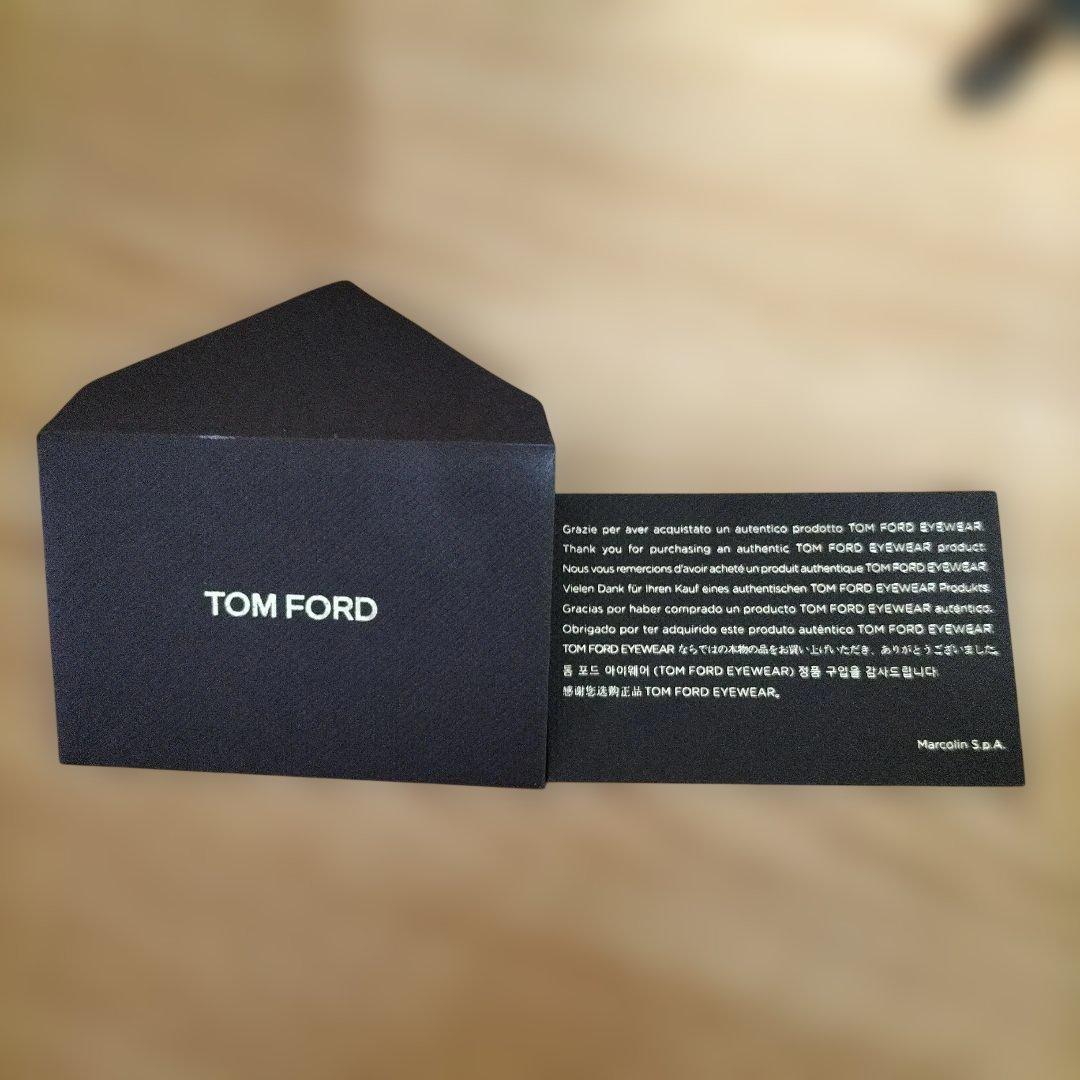 TOM FORD
Grazie per aver acquistato un autentico prodotto TOM FORD EYEWEAR.
Thank you for purchasing an authentic TOM FORD EYEWEAR product.
Nous vous remercions d'avoir acheté un produit authentique TOM FORD EYEWEAR.
Vielen Dank für Ihren Kauf eines authentischen TOM FORD EYEWEAR Produkts.
Gracias por haber comprado un producto TOM FORD EYEWEAR auténtico.
Obrigado por ter adquirido este produto autêntico TOM FORD EYEWEAR.
TOM FORD EYEWEAR ならではの本物の品をお買い上げいただき、ありがとうございました。
톰 포드 아이웨어 (TOM FORD EYEWEAR) 정품 구입을 감사드립니다.
感谢您选购正品 TOM FORD EYEWEAR。
Marcolin S.p.A.